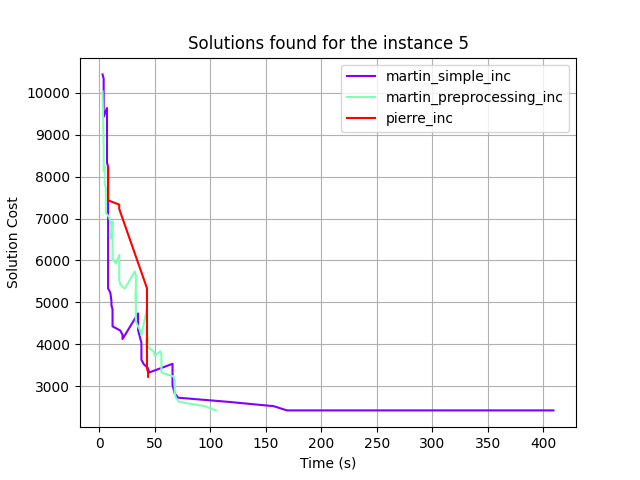 Solutions found for the instance 5
martin_simple_inc
martin_preprocessing_inc
pierre_inc
Solution Cost
10000
9000
8000
7000
6000
5000
4000
3000
0 50 100 150 200 250 300 350 400
Time (s)